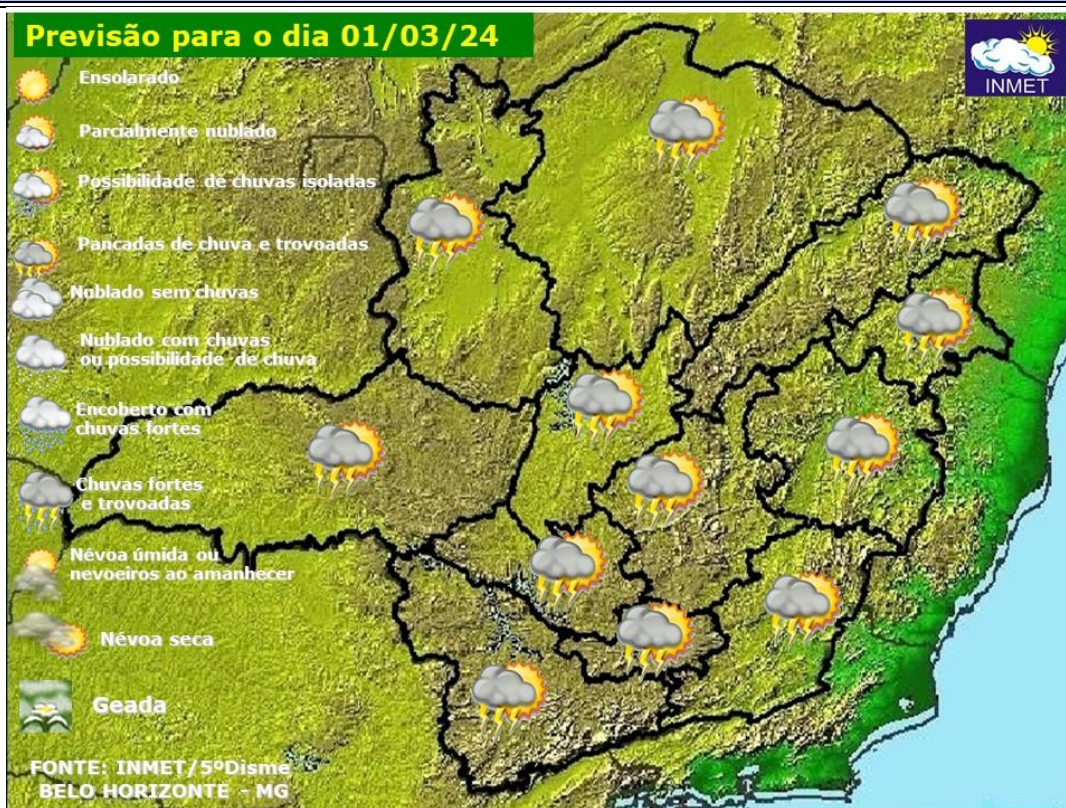 Previsão para o dia 01/03/24
INMET
Ensolarado
Parcialmente nublado
Possibilidade de chuvas isoladas
Pancadas de chuva e trovoadas
Nublado sem chuvas
Nublado com chuvas
ou possibilidade de chuva
Encoberto com
chuvas fortes
Chuvas fortes
e trovoadas
Névoa úmida ou
nevoeiros ao amanhecer
Névoa seca
Geada
FONTE: INMET/5ºDisme
BELO HORIZONTE - MG